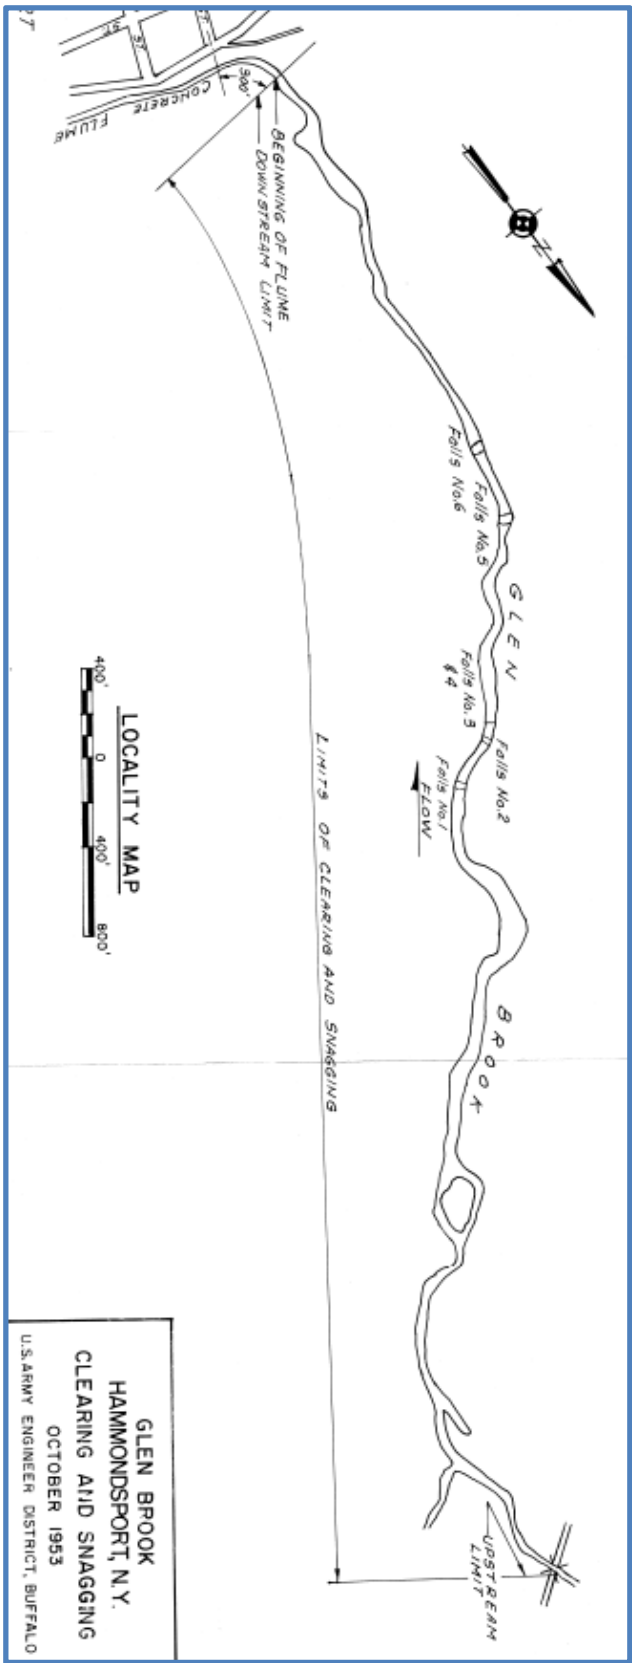 ST
ST
900'
CONCRETE FLUME
BEGINNING OF FLUME
DOWNSTREAM LIMIT
N
Falls No.6
Falls No.5
GLEN
Falls No.3
& 4
Falls No.2
Falls No.1
FLOW
BROOK
LIMITS OF CLEARING AND SNAGGING
UPSTREAM
LIMIT
LOCALITY MAP
400' 0 400' 800'
GLEN BROOK
HAMMONDSPORT, N.Y.
CLEARING AND SNAGGING
OCTOBER 1953
U.S. ARMY ENGINEER DISTRICT, BUFFALO